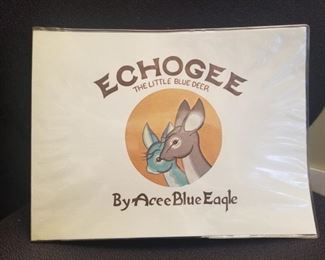 ECHOGEE
THE LITTLE BLUE DEER
By Acee Blue Eagle